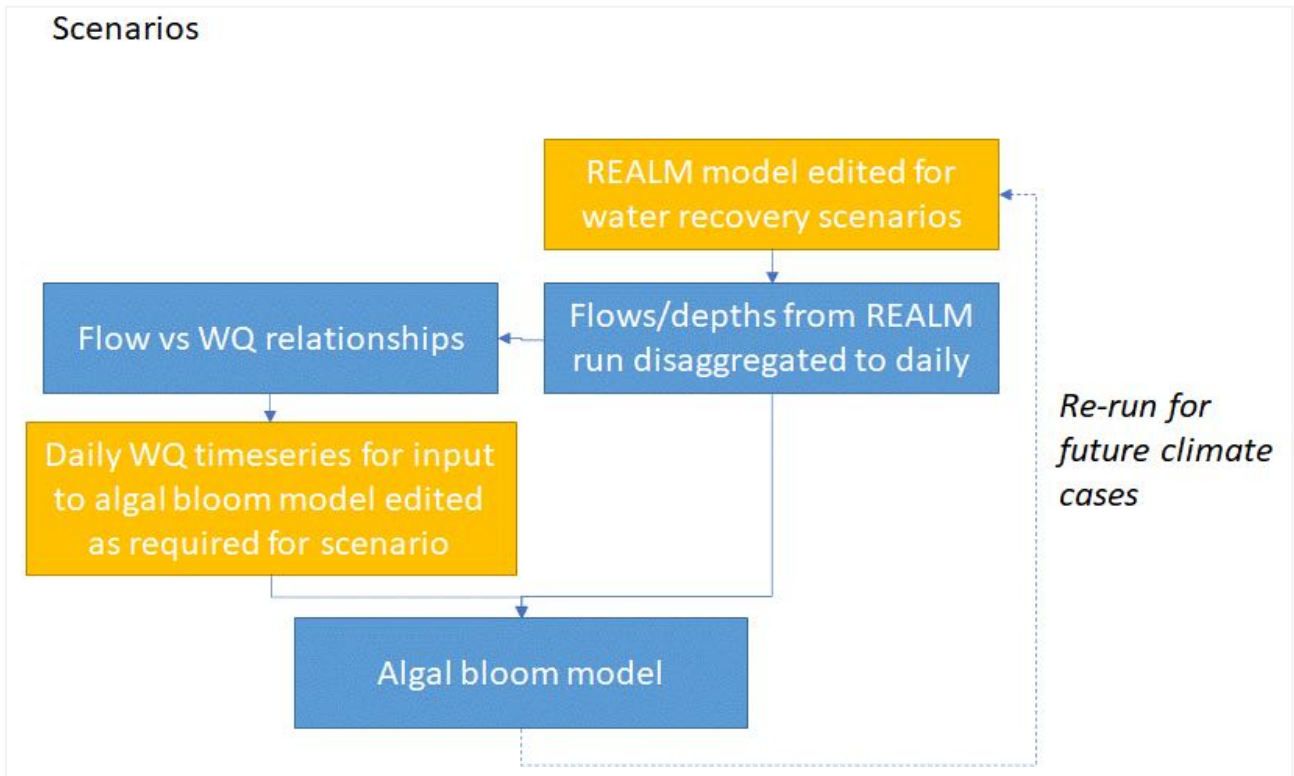 Scenarios
REALM model edited for
water recovery scenarios
Flow vs WQ relationships
Flows/depths from REALM
run disaggregated to daily
Daily WQ timeseries for input
to algal bloom model edited
as required for scenario
Re-run for
future climate
cases
Algal bloom model